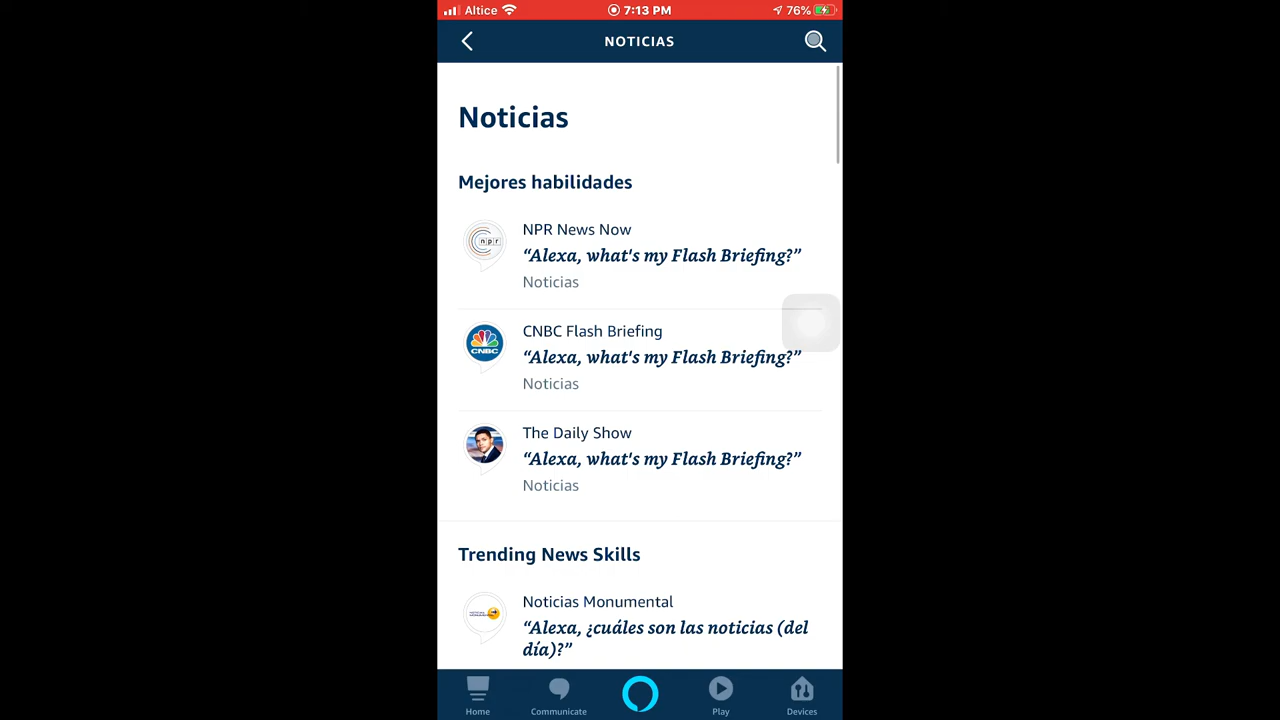 Altice 7:13 PM 76%
NOTICIAS
Noticias
Mejores habilidades
npr
NPR News Now
“Alexa, what's my Flash Briefing?”
Noticias
CNBC
CNBC Flash Briefing
“Alexa, what's my Flash Briefing?”
Noticias
The Daily Show
“Alexa, what's my Flash Briefing?”
Noticias
Trending News Skills
Noticias Monumental
“Alexa, ¿cuáles son las noticias (del
día)?”
Home Communicate Play Devices